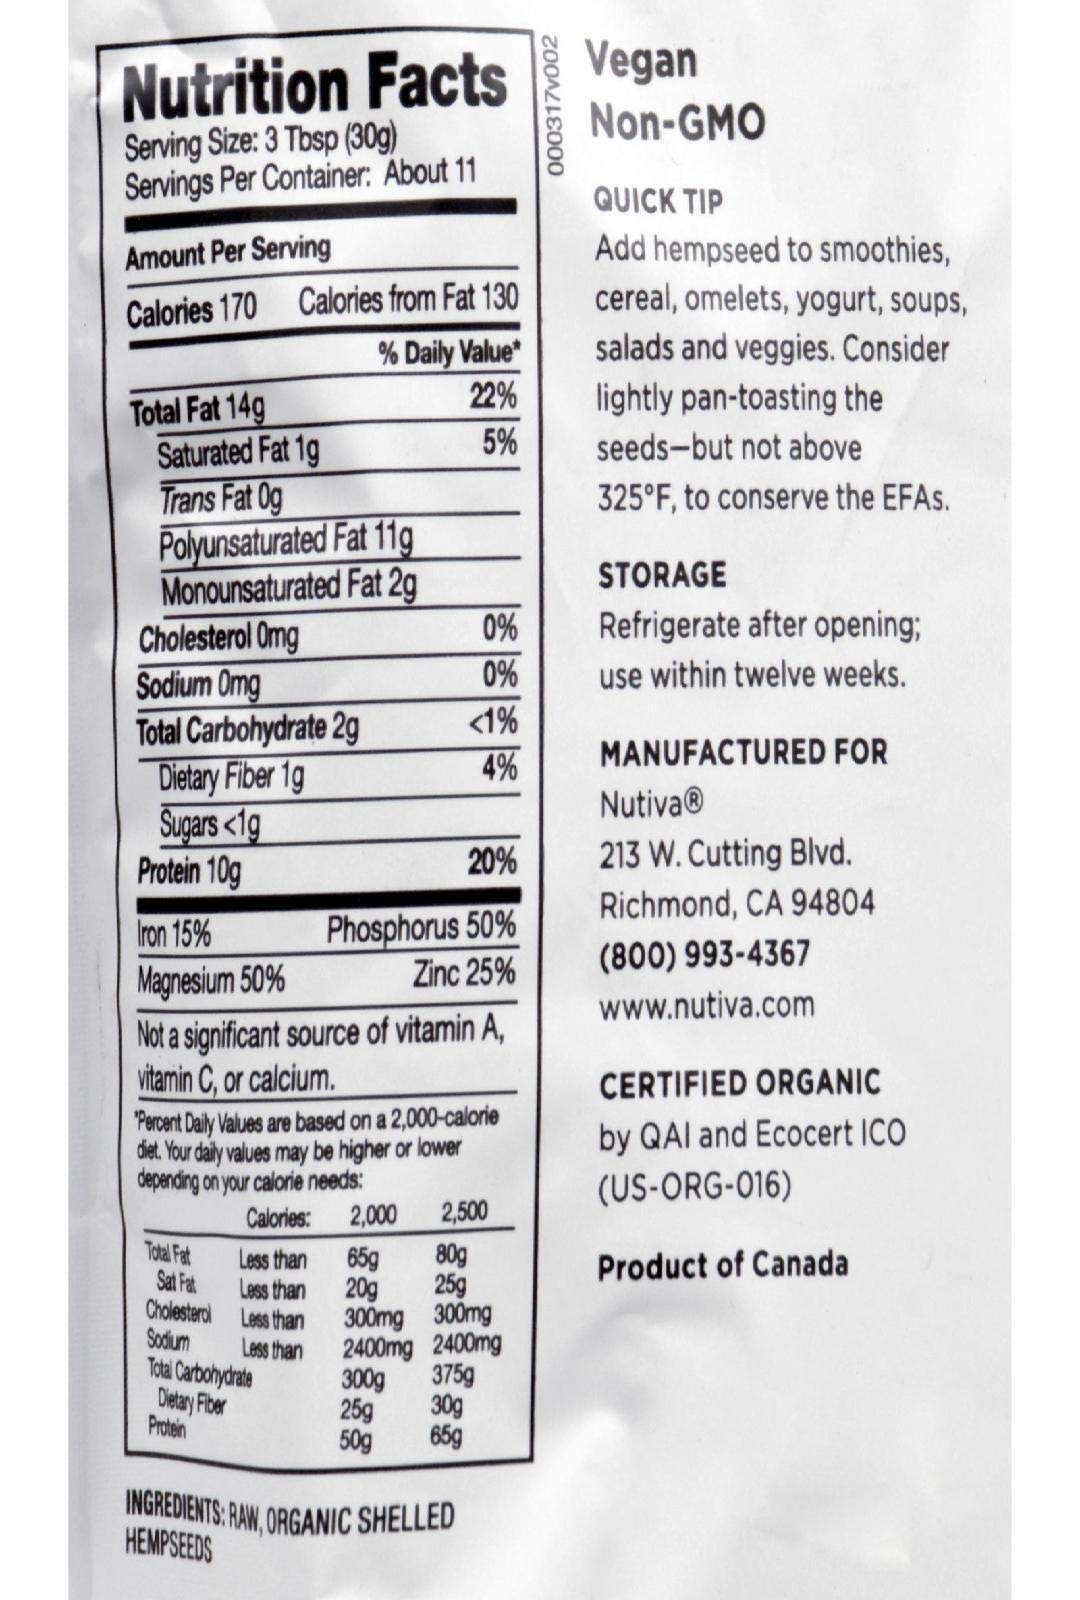 Nutrition Facts
Serving Size: 3 Tbsp (30g)
Servings Per Container: About 11
Amount Per Serving
Calories 170 Calories from Fat 130
% Daily Value*
Total Fat 14g 22%
Saturated Fat 1g 5%
Trans Fat 0g
Polyunsaturated Fat 11g
Monounsaturated Fat 2g
Cholesterol 0mg 0%
Sodium 0mg 0%
Total Carbohydrate 2g <1%
Dietary Fiber 1g 4%
Sugars <1g
Protein 10g 20%
Iron 15% Phosphorus 50%
Magnesium 50% Zinc 25%
Not a significant source of vitamin A,
vitamin C, or calcium.
*Percent Daily Values are based on a 2,000-calorie
diet. Your daily values may be higher or lower
depending on your calorie needs:
Calories: 2,000 2,500
Total Fat Less than 65g 80g
Sat Fat Less than 20g 25g
Cholesterol Less than 300mg 300mg
Sodium Less than 2400mg 2400mg
Total Carbohydrate 300g 375g
Dietary Fiber 25g 30g
Protein 50g 65g
INGREDIENTS: RAW, ORGANIC SHELLED
HEMPSEEDS
000317v002
Vegan
Non-GMO
QUICK TIP
Add hempseed to smoothies,
cereal, omelets, yogurt, soups,
salads and veggies. Consider
lightly pan-toasting the
seeds—but not above
325°F, to conserve the EFAs.
STORAGE
Refrigerate after opening;
use within twelve weeks.
MANUFACTURED FOR
Nutiva®
213 W. Cutting Blvd.
Richmond, CA 94804
(800) 993-4367
www.nutiva.com
CERTIFIED ORGANIC
by QAI and Ecocert ICO
(US-ORG-016)
Product of Canada